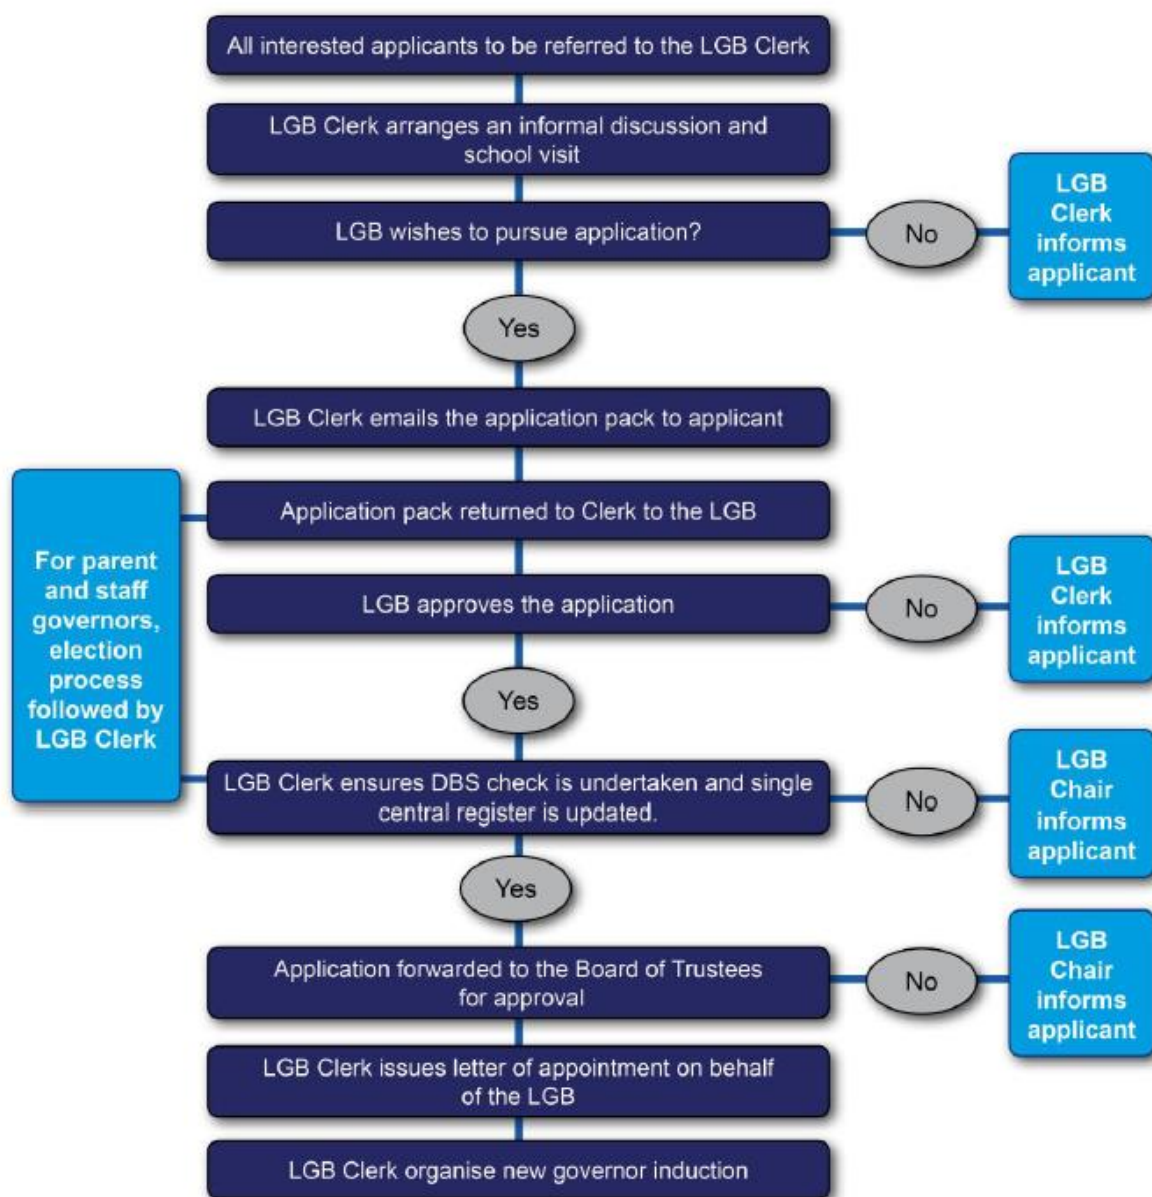 All interested applicants to be referred to the LGB Clerk
LGB Clerk arranges an informal discussion and
school visit
LGB wishes to pursue application?
No
LGB
Clerk
informs
applicant
Yes
LGB Clerk emails the application pack to applicant
Application pack returned to Clerk to the LGB
For parent
and staff
governors,
election
process
followed by
LGB Clerk
LGB approves the application
No
LGB
Clerk
informs
applicant
Yes
LGB Clerk ensures DBS check is undertaken and single
central register is updated.
No
LGB
Chair
informs
applicant
Yes
Application forwarded to the Board of Trustees
for approval
No
LGB
Chair
informs
applicant
LGB Clerk issues letter of appointment on behalf
of the LGB
LGB Clerk organise new governor induction